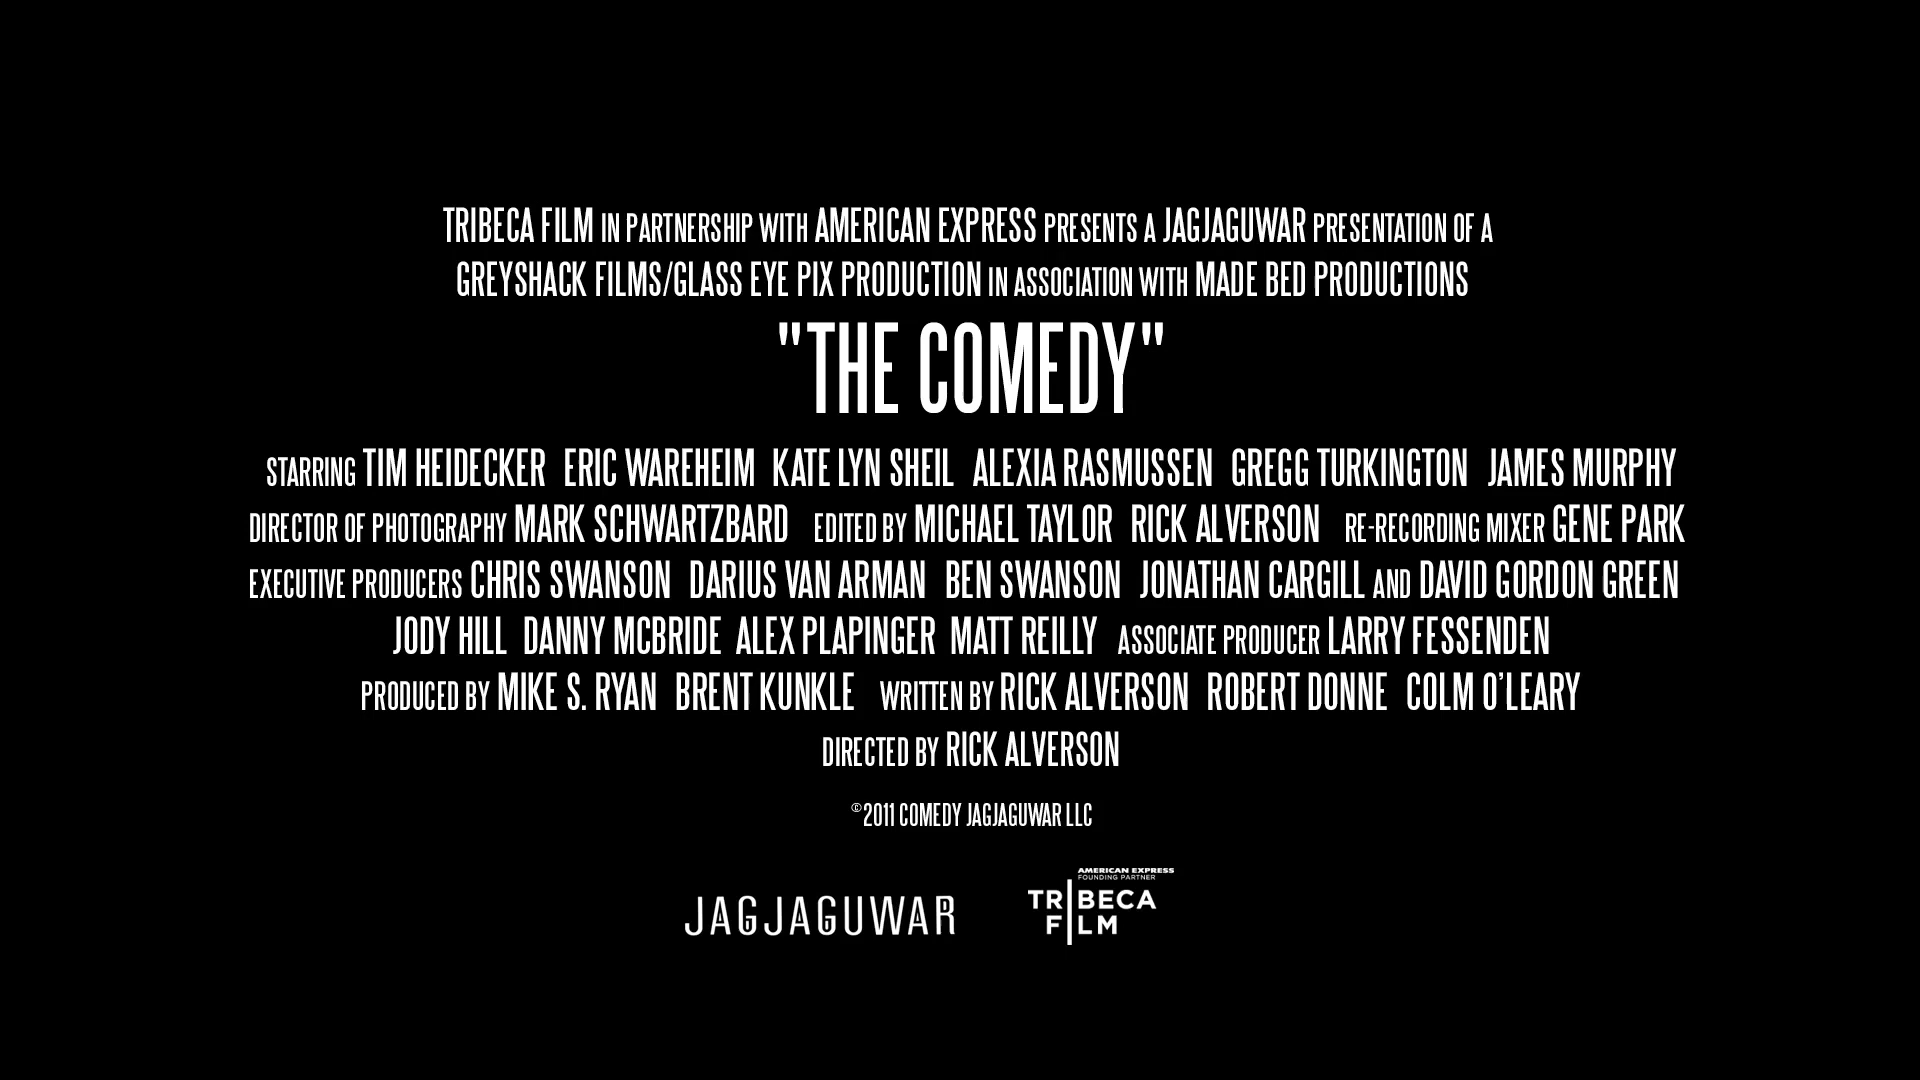 TRIBECA FILM IN PARTNERSHIP WITH AMERICAN EXPRESS PRESENTS A JAGJAGUWAR PRESENTATION OF A
GREYSHACK FILMS/GLASS EYE PIX PRODUCTION IN ASSOCIATION WITH MADE BED PRODUCTIONS
"THE COMEDY"
STARRING TIM HEIDECKER ERIC WAREHEIM KATE LYN SHEIL ALEXIA RASMUSSEN GREGG TURKINGTON JAMES MURPHY
DIRECTOR OF PHOTOGRAPHY MARK SCHWARTZBARD EDITED BY MICHAEL TAYLOR RICK ALVERSON RE-RECORDING MIXER GENE PARK
EXECUTIVE PRODUCERS CHRIS SWANSON DARIUS VAN ARMAN BEN SWANSON JONATHAN CARGILL AND DAVID GORDON GREEN
JODY HILL DANNY MCBRIDE ALEX PLAPINGER MATT REILLY ASSOCIATE PRODUCER LARRY FESSENDEN
PRODUCED BY MIKE S. RYAN BRENT KUNKLE WRITTEN BY RICK ALVERSON ROBERT DONNE COLM O'LEARY
DIRECTED BY RICK ALVERSON
©2011 COMEDY JAGJAGUWAR LLC
JAGJAGUWAR
AMERICAN EXPRESS
FOUNDING PARTNER
TRIBECA
FILM